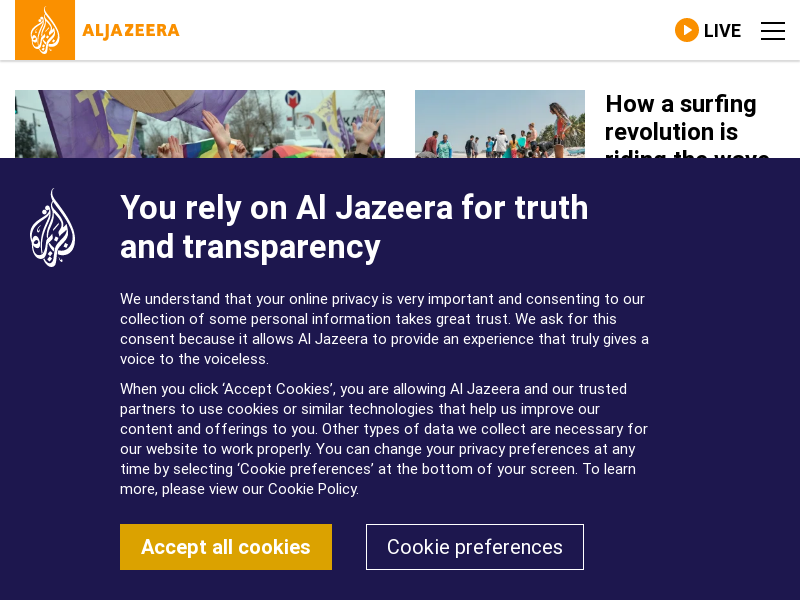 ALJAZEERA
LIVE
How a surfing
revolution is
riding the wave
You rely on Al Jazeera for truth
and transparency
We understand that your online privacy is very important and consenting to our
collection of some personal information takes great trust. We ask for this
consent because it allows Al Jazeera to provide an experience that truly gives a
voice to the voiceless.
When you click ‘Accept Cookies’, you are allowing Al Jazeera and our trusted
partners to use cookies or similar technologies that help us improve our
content and offerings to you. Other types of data we collect are necessary for
our website to work properly. You can change your privacy preferences at any
time by selecting ‘Cookie preferences’ at the bottom of your screen. To learn
more, please view our Cookie Policy.
Accept all cookies
Cookie preferences